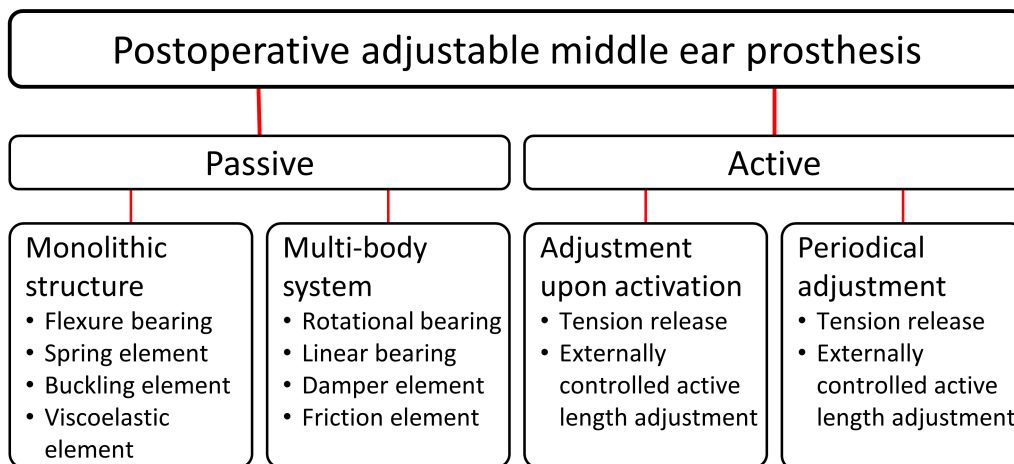 Postoperative adjustable middle ear prosthesis
Passive
Active
Monolithic
structure
• Flexure bearing
• Spring element
• Buckling element
• Viscoelastic
element
Multi-body
system
• Rotational bearing
• Linear bearing
• Damper element
• Friction element
Adjustment
upon activation
• Tension release
• Externally
controlled active
length adjustment
Periodical
adjustment
• Tension release
• Externally
controlled active
length adjustment